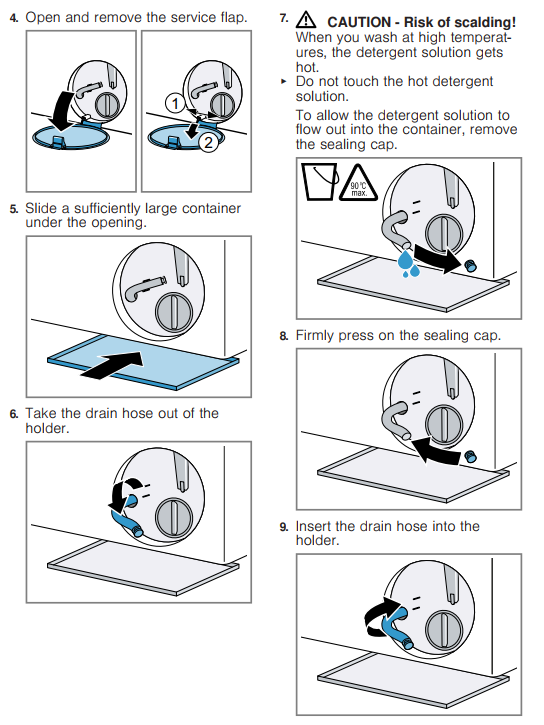 4. Open and remove the service flap.
1
2
5. Slide a sufficiently large container
under the opening.
6. Take the drain hose out of the
holder.
7. CAUTION - Risk of scalding!
When you wash at high temperat-
ures, the detergent solution gets
hot.
▸ Do not touch the hot detergent
solution.
To allow the detergent solution to
flow out into the container, remove
the sealing cap.
90°C
max.
8. Firmly press on the sealing cap.
9. Insert the drain hose into the
holder.